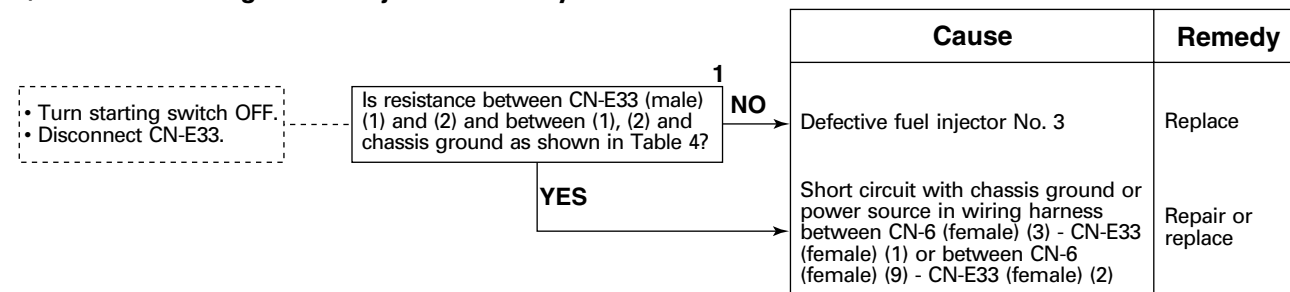 Cause
Remedy
• Turn starting switch OFF.
• Disconnect CN-E33.
1
Is resistance between CN-E33 (male)
(1) and (2) and between (1), (2) and
chassis ground as shown in Table 4?
NO
Defective fuel injector No. 3
Replace
YES
Short circuit with chassis ground or
power source in wiring harness
between CN-6 (female) (3) - CN-E33
(female) (1) or between CN-6
(female) (9) - CN-E33 (female) (2)
Repair or
replace